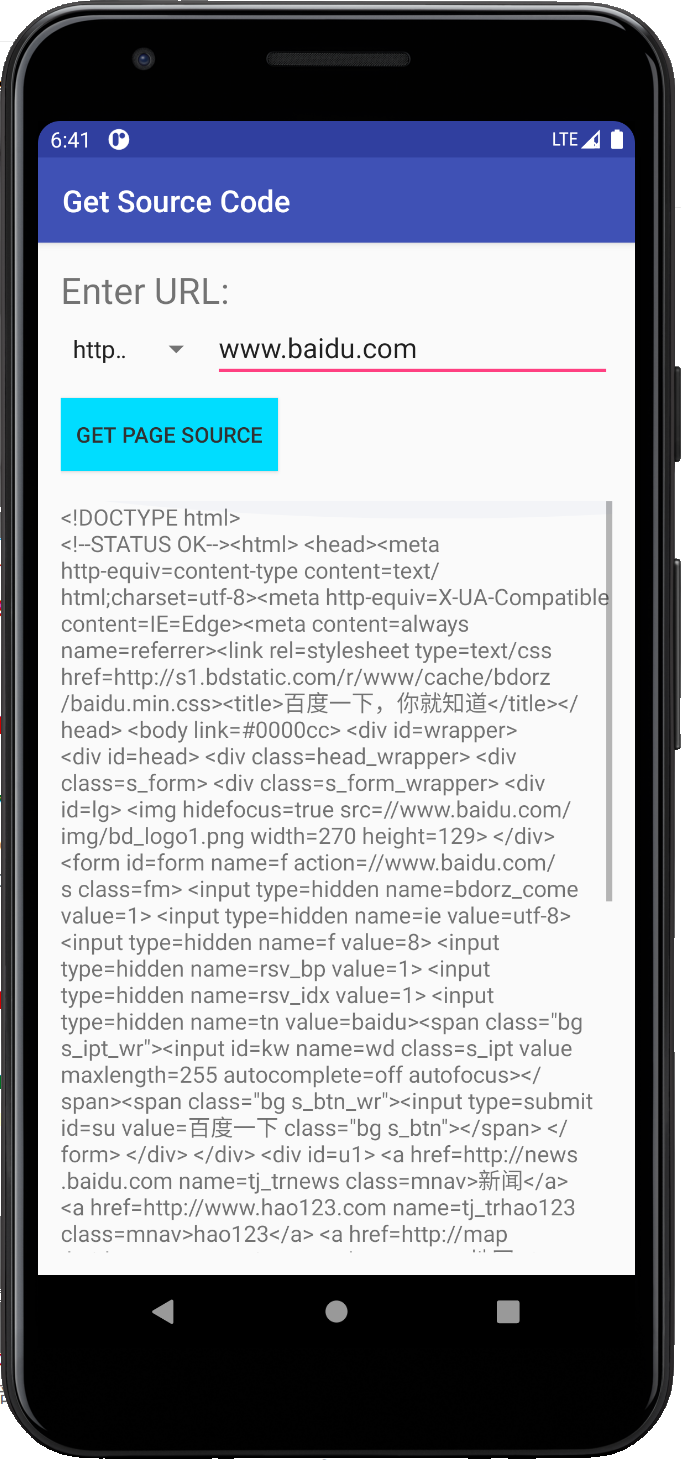 6:41
LTE
Get Source Code
Enter URL:
http..
www.baidu.com
GET PAGE SOURCE
<!DOCTYPE html>
<!--STATUS OK--><html> <head><meta
http-equiv=content-type content=text/
html;charset=utf-8><meta http-equiv=X-UA-Compatible
content=IE=Edge><meta content=always
name=referrer><link rel=stylesheet type=text/css
href=http://s1.bdstatic.com/r/www/cache/bdorz
/baidu.min.css><title>百度一下，你就知道</title></
head> <body link=#0000cc> <div id=wrapper>
<div id=head> <div class=head_wrapper> <div
class=s_form> <div class=s_form_wrapper> <div
id=lg> <img hidefocus=true src=//www.baidu.com/
img/bd_logo1.png width=270 height=129> </div>
<form id=form name=f action=//www.baidu.com/
s class=fm> <input type=hidden name=bdorz_come
value=1> <input type=hidden name=ie value=utf-8>
<input type=hidden name=f value=8> <input
type=hidden name=rsv_bp value=1> <input
type=hidden name=rsv_idx value=1> <input
type=hidden name=tn value=baidu><span class="bg
s_ipt_wr"><input id=kw name=wd class=s_ipt value
maxlength=255 autocomplete=off autofocus></
span><span class="bg s_btn_wr"><input type=submit
id=su value=百度一下 class="bg s_btn"></span> </
form> </div> </div> <div id=u1> <a href=http://news
.baidu.com name=tj_trnews class=mnav>新闻</a>
<a href=http://www.hao123.com name=tj_trhao123
class=mnav>hao123</a> <a href=http://map